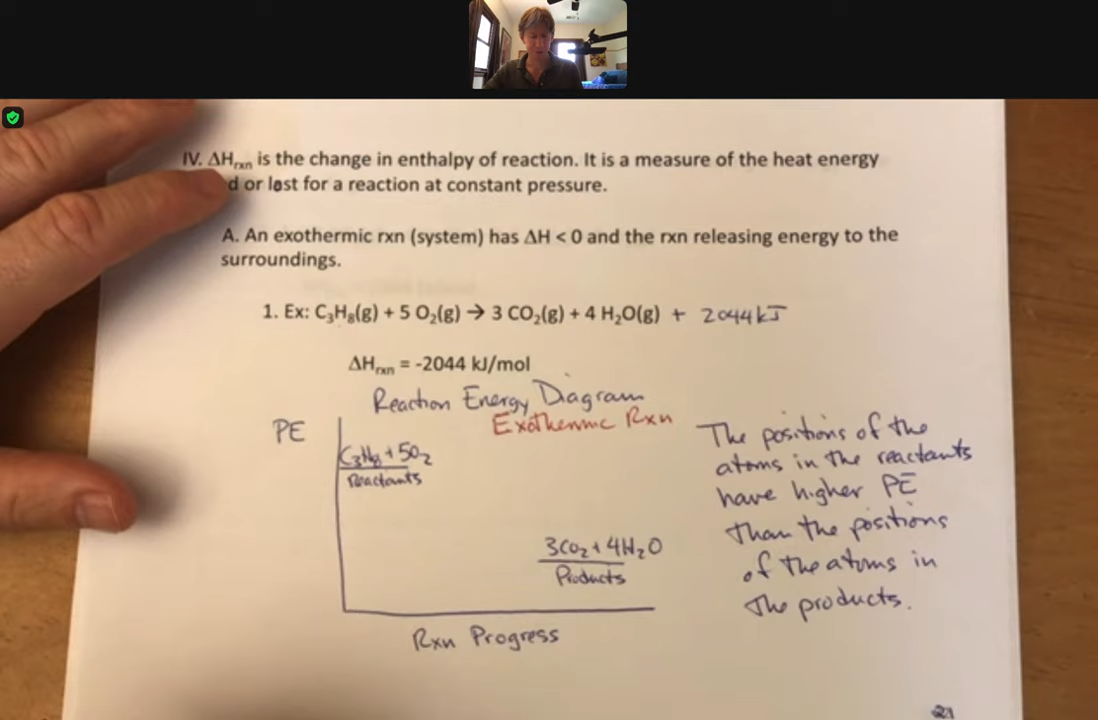 IV. ΔHrxn is the change in enthalpy of reaction. It is a measure of the heat energy
d or lost for a reaction at constant pressure.
A. An exothermic rxn (system) has ΔH < 0 and the rxn releasing energy to the
surroundings.
1. Ex: C₃H₈(g) + 5 O₂(g) → 3 CO₂(g) + 4 H₂O(g) + 2044 kJ
ΔHrxn = -2044 kJ/mol
Reaction Energy Diagram
Exothermic Rxn
PE
C₃H₈ + 5O₂
Reactants
3CO₂ + 4H₂O
Products
Rxn Progress
The positions of the
atoms in the reactants
have higher PE
than the positions
of the atoms in
the products.
21